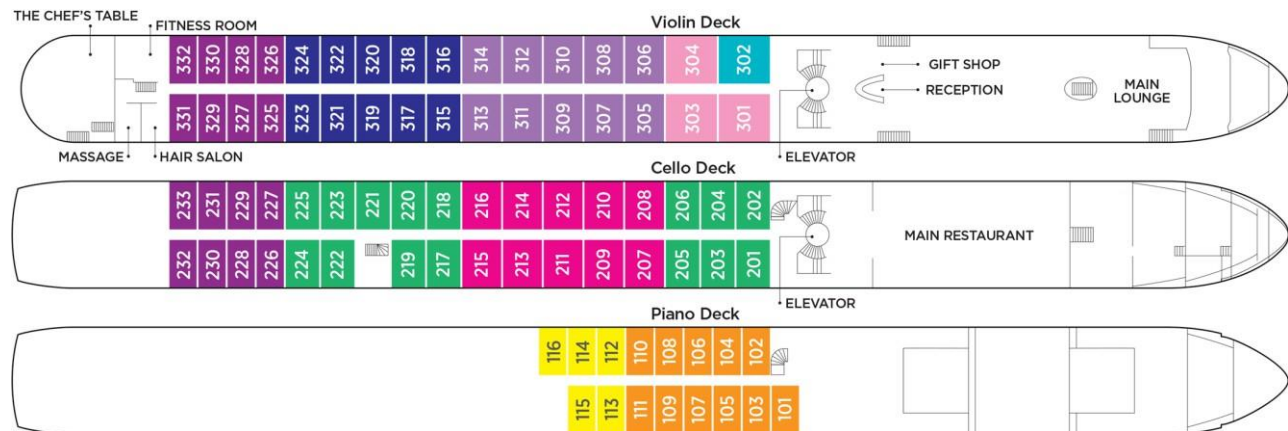 THE CHEF'S TABLE
FITNESS ROOM
Violin Deck
332 330 328 326 324 322 320 318 316 314 312 310 308 306 304 302
GIFT SHOP
RECEPTION
MAIN
LOUNGE
331 329 327 325 323 321 319 317 315 313 311 309 307 305 303 301
MASSAGE
HAIR SALON
ELEVATOR
Cello Deck
233 231 229 227 225 223 221 220 218 216 214 212 210 208 206 204 202
MAIN RESTAURANT
232 230 228 226 224 222 219 217 215 213 211 209 207 205 203 201
ELEVATOR
Piano Deck
116 114 112 110 108 106 104 102
115 113 111 109 107 105 103 101